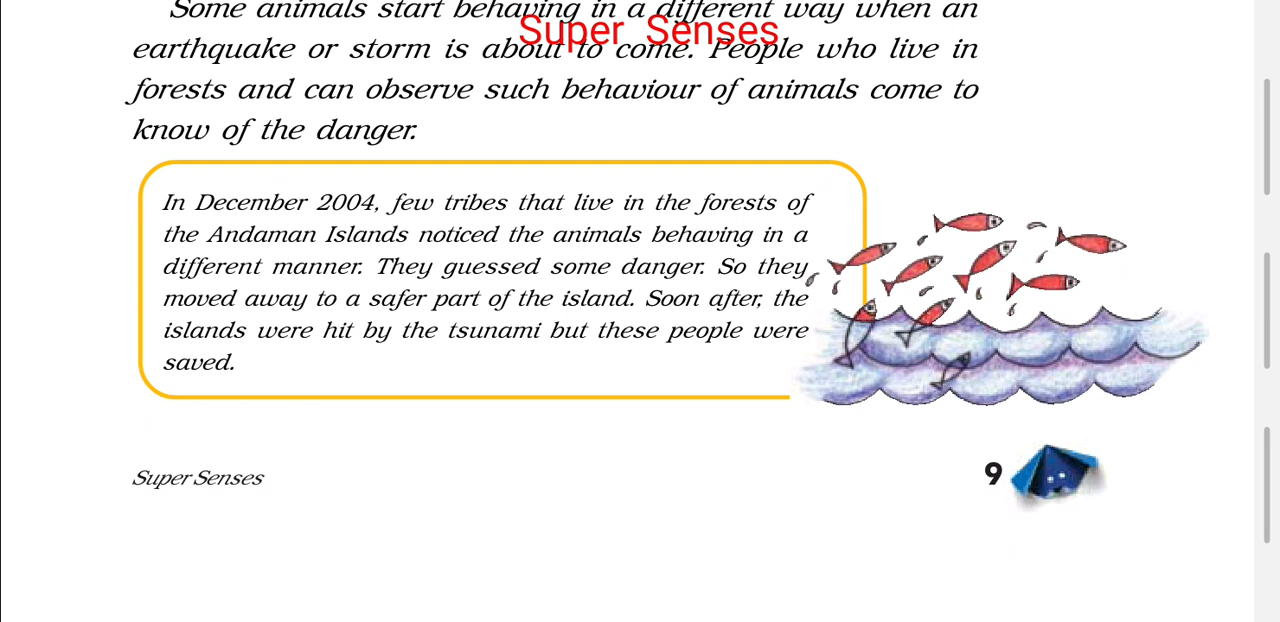 Some animals start behaving in a different way when an
Super Senses
earthquake or storm is about to come. People who live in
forests and can observe such behaviour of animals come to
know of the danger.
In December 2004, few tribes that live in the forests of
the Andaman Islands noticed the animals behaving in a
different manner. They guessed some danger. So they
moved away to a safer part of the island. Soon after, the
islands were hit by the tsunami but these people were
saved.
Super Senses
9